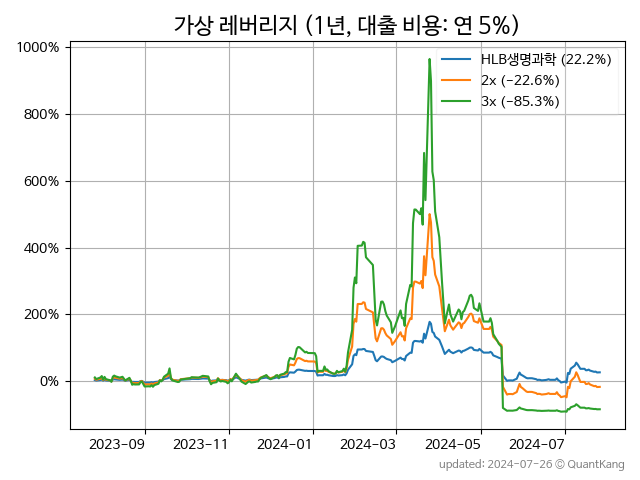 가상 레버리지 (1년, 대출 비용: 연 5%)
1000%
800%
600%
400%
200%
0%
HLB생명과학 (22.2%)
2x (-22.6%)
3x (-85.3%)
2023-09
2023-11
2024-01
2024-03
2024-05
2024-07
updated: 2024-07-26 © QuantKang